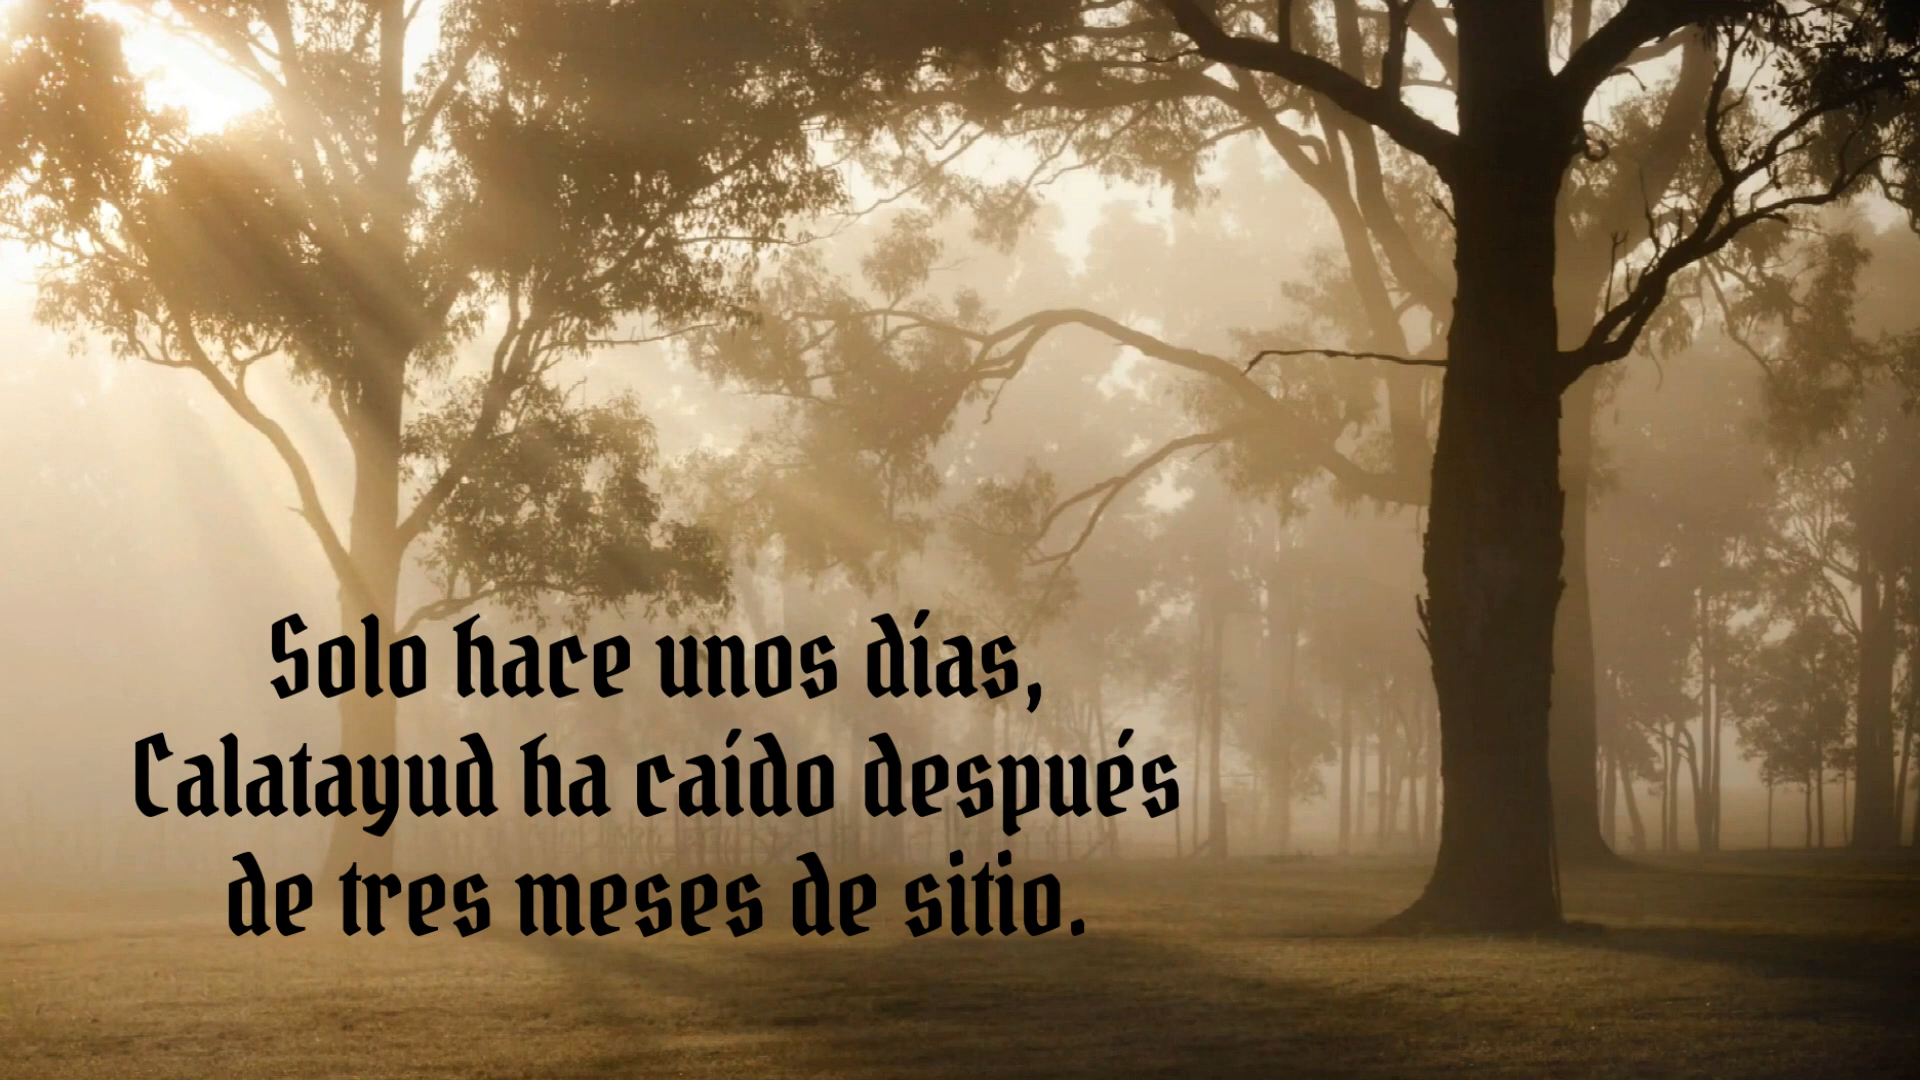 Solo hace unos días,
Calatayud ha caído después
de tres meses de sitio.